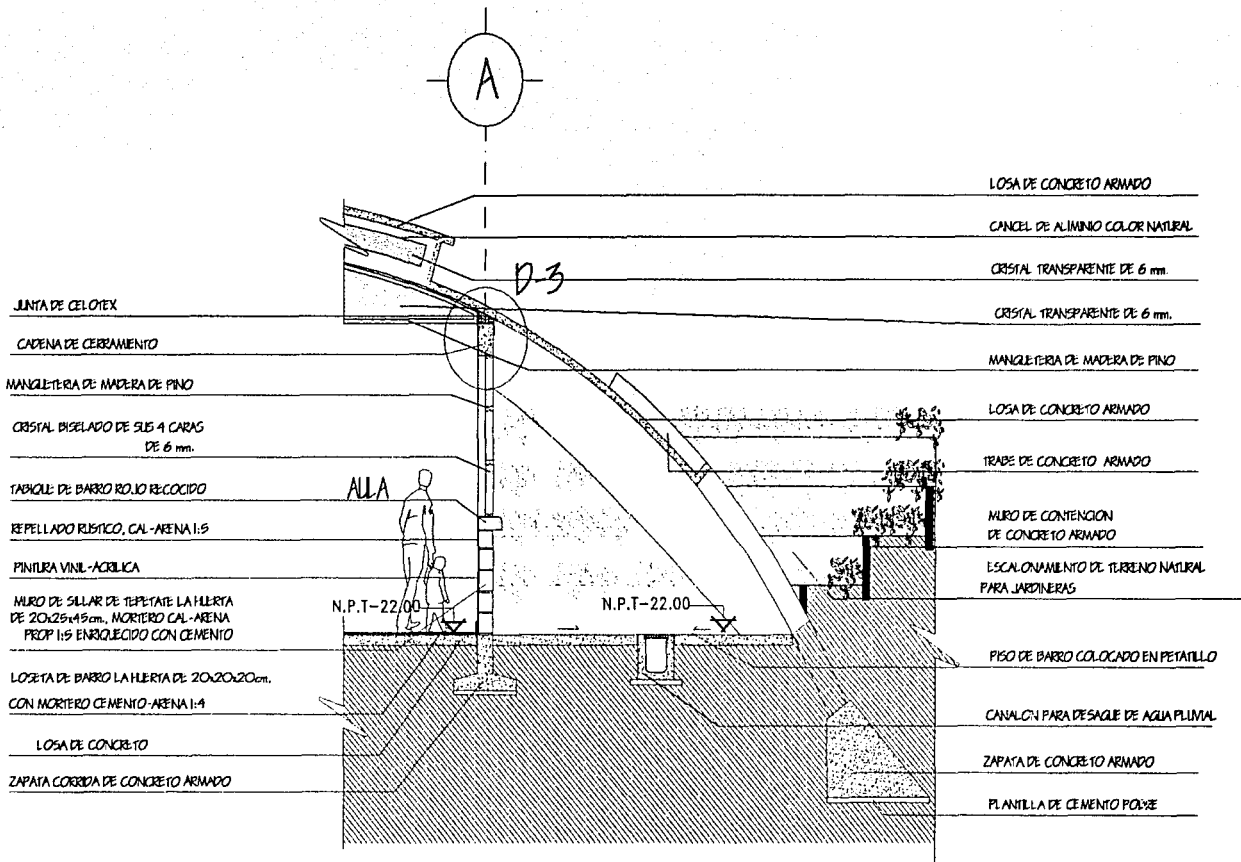 A
D-3
JUNTA DE CELOTEX
CADENA DE CERRAMIENTO
MANGUETERIA DE MADERA DE PINO
CRISTAL BISELADO DE SUS 4 CARAS
DE 6 mm.
TABIQUE DE BARRO ROJO RECOCIDO
REPELLADO RUSTICO, CAL-ARENA 1:5
PINTURA VINIL-ACRILICA
MURO DE SILLAR DE TEPETATE LA HUERTA
DE 20x25x45cm., MORTERO CAL-ARENA
PROP 1:5 ENRIQUECIDO CON CEMENTO
LOSETA DE BARRO LA HUERTA DE 20x20x20cm.
CON MORTERO CEMENTO-ARENA 1:4
LOSA DE CONCRETO
ZAPATA CORRIDA DE CONCRETO ARMADO
AULA
N.P.T-22.00
N.P.T-22.00
LOSA DE CONCRETO ARMADO
CANCEL DE ALIMINIO COLOR NATURAL
CRISTAL TRANSPARENTE DE 6 mm.
CRISTAL TRANSPARENTE DE 6 mm.
MANGUETERIA DE MADERA DE PINO
LOSA DE CONCRETO ARMADO
TRABE DE CONCRETO ARMADO
MURO DE CONTENCION
DE CONCRETO ARMADO
ESCALONAMIENTO DE TERRENO NATURAL
PARA JARDINERAS
PISO DE BARRO COLOCADO EN PETATILLO
CANALON PARA DESAGUE DE AGUA PLUVIAL
ZAPATA DE CONCRETO ARMADO
PLANTILLA DE CEMENTO POBRE